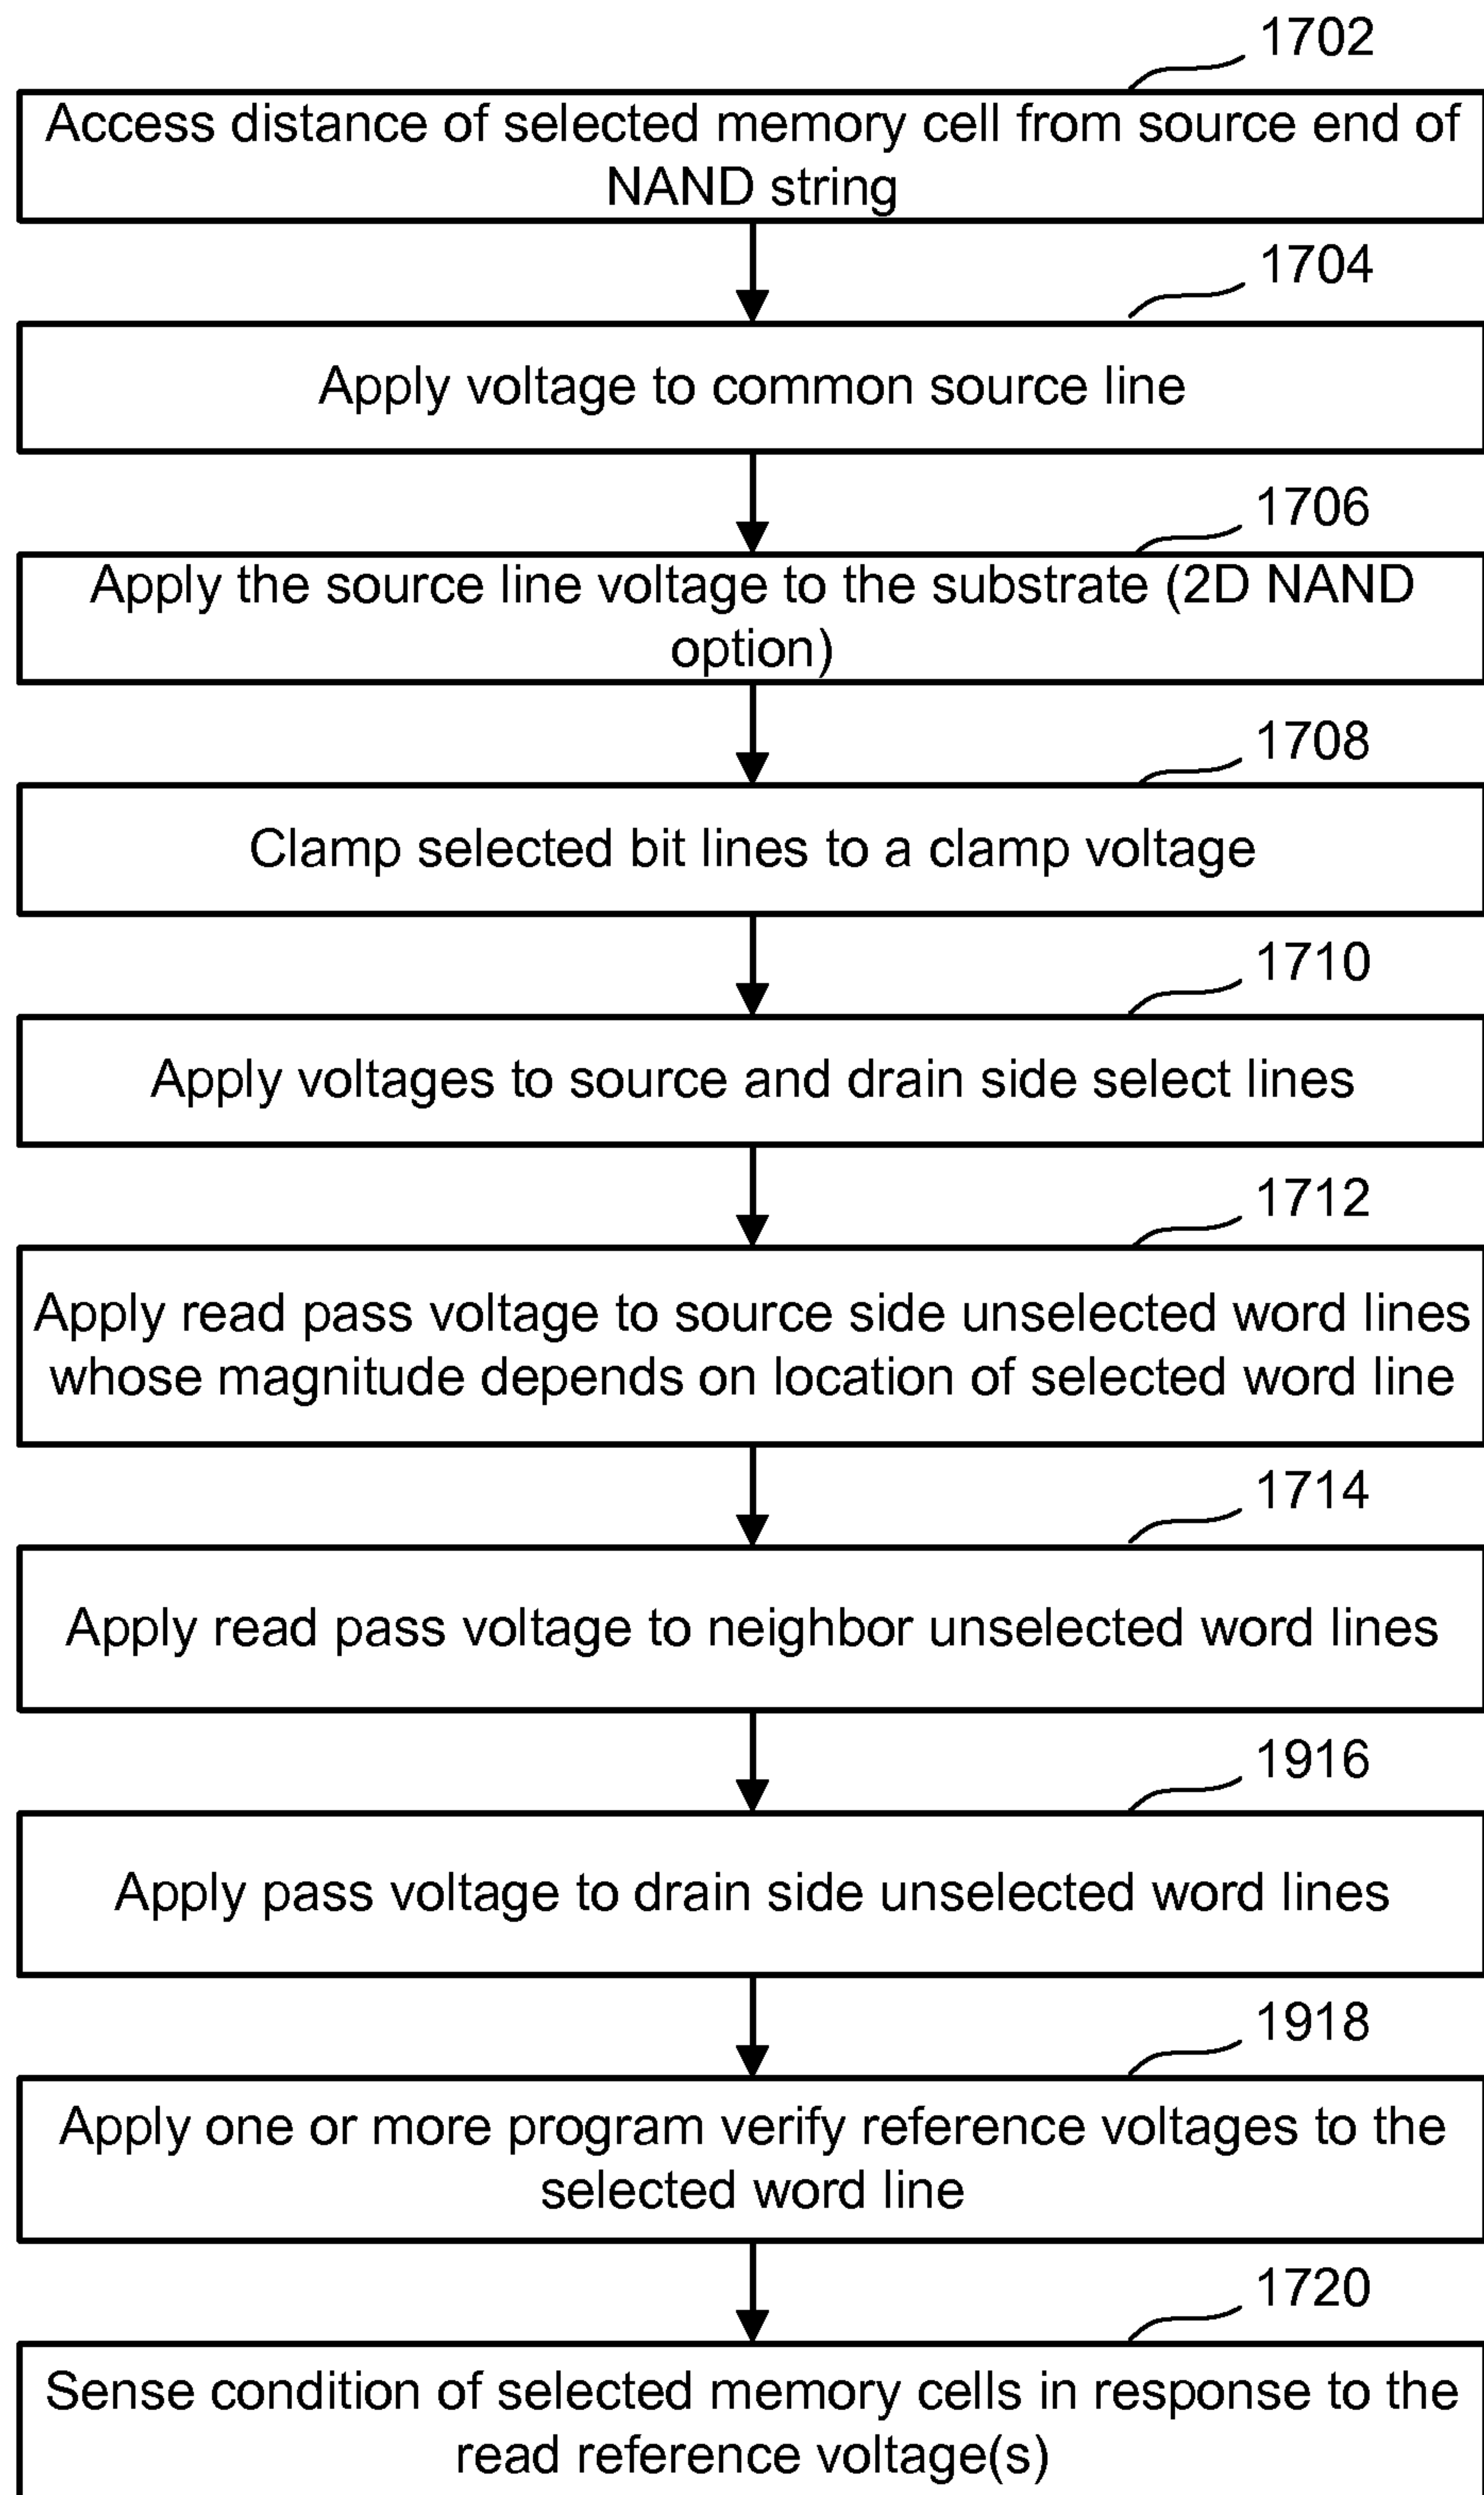 1702
Access distance of selected memory cell from source end of
NAND string
1704
Apply voltage to common source line
1706
Apply the source line voltage to the substrate (2D NAND
option)
1708
Clamp selected bit lines to a clamp voltage
1710
Apply voltages to source and drain side select lines
1712
Apply read pass voltage to source side unselected word lines
whose magnitude depends on location of selected word line
1714
Apply read pass voltage to neighbor unselected word lines
1916
Apply pass voltage to drain side unselected word lines
1918
Apply one or more program verify reference voltages to the
selected word line
1720
Sense condition of selected memory cells in response to the
read reference voltage(s)